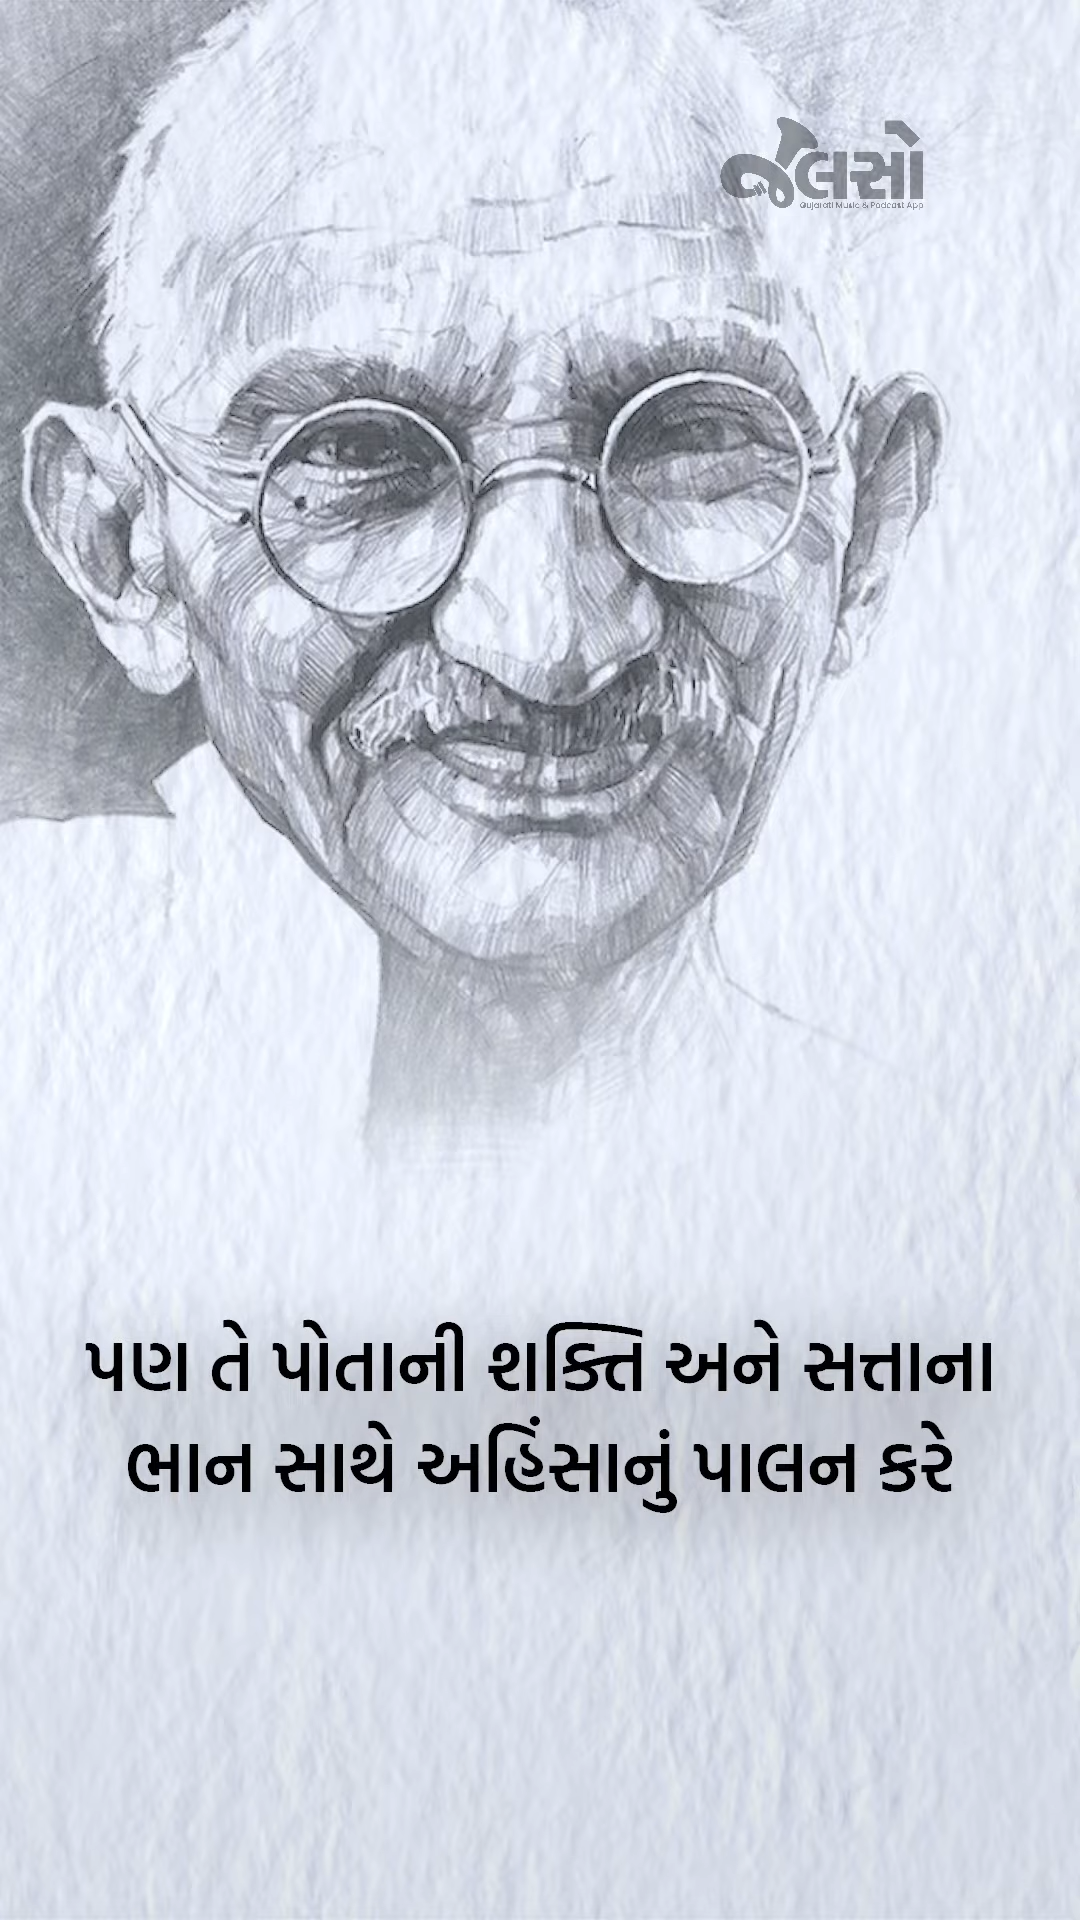 જલસો
Gujarati Music & Podcast App
પણ તે પોતાની શક્તિ અને સત્તાના
ભાન સાથે અહિંસાનું પાલન કરે